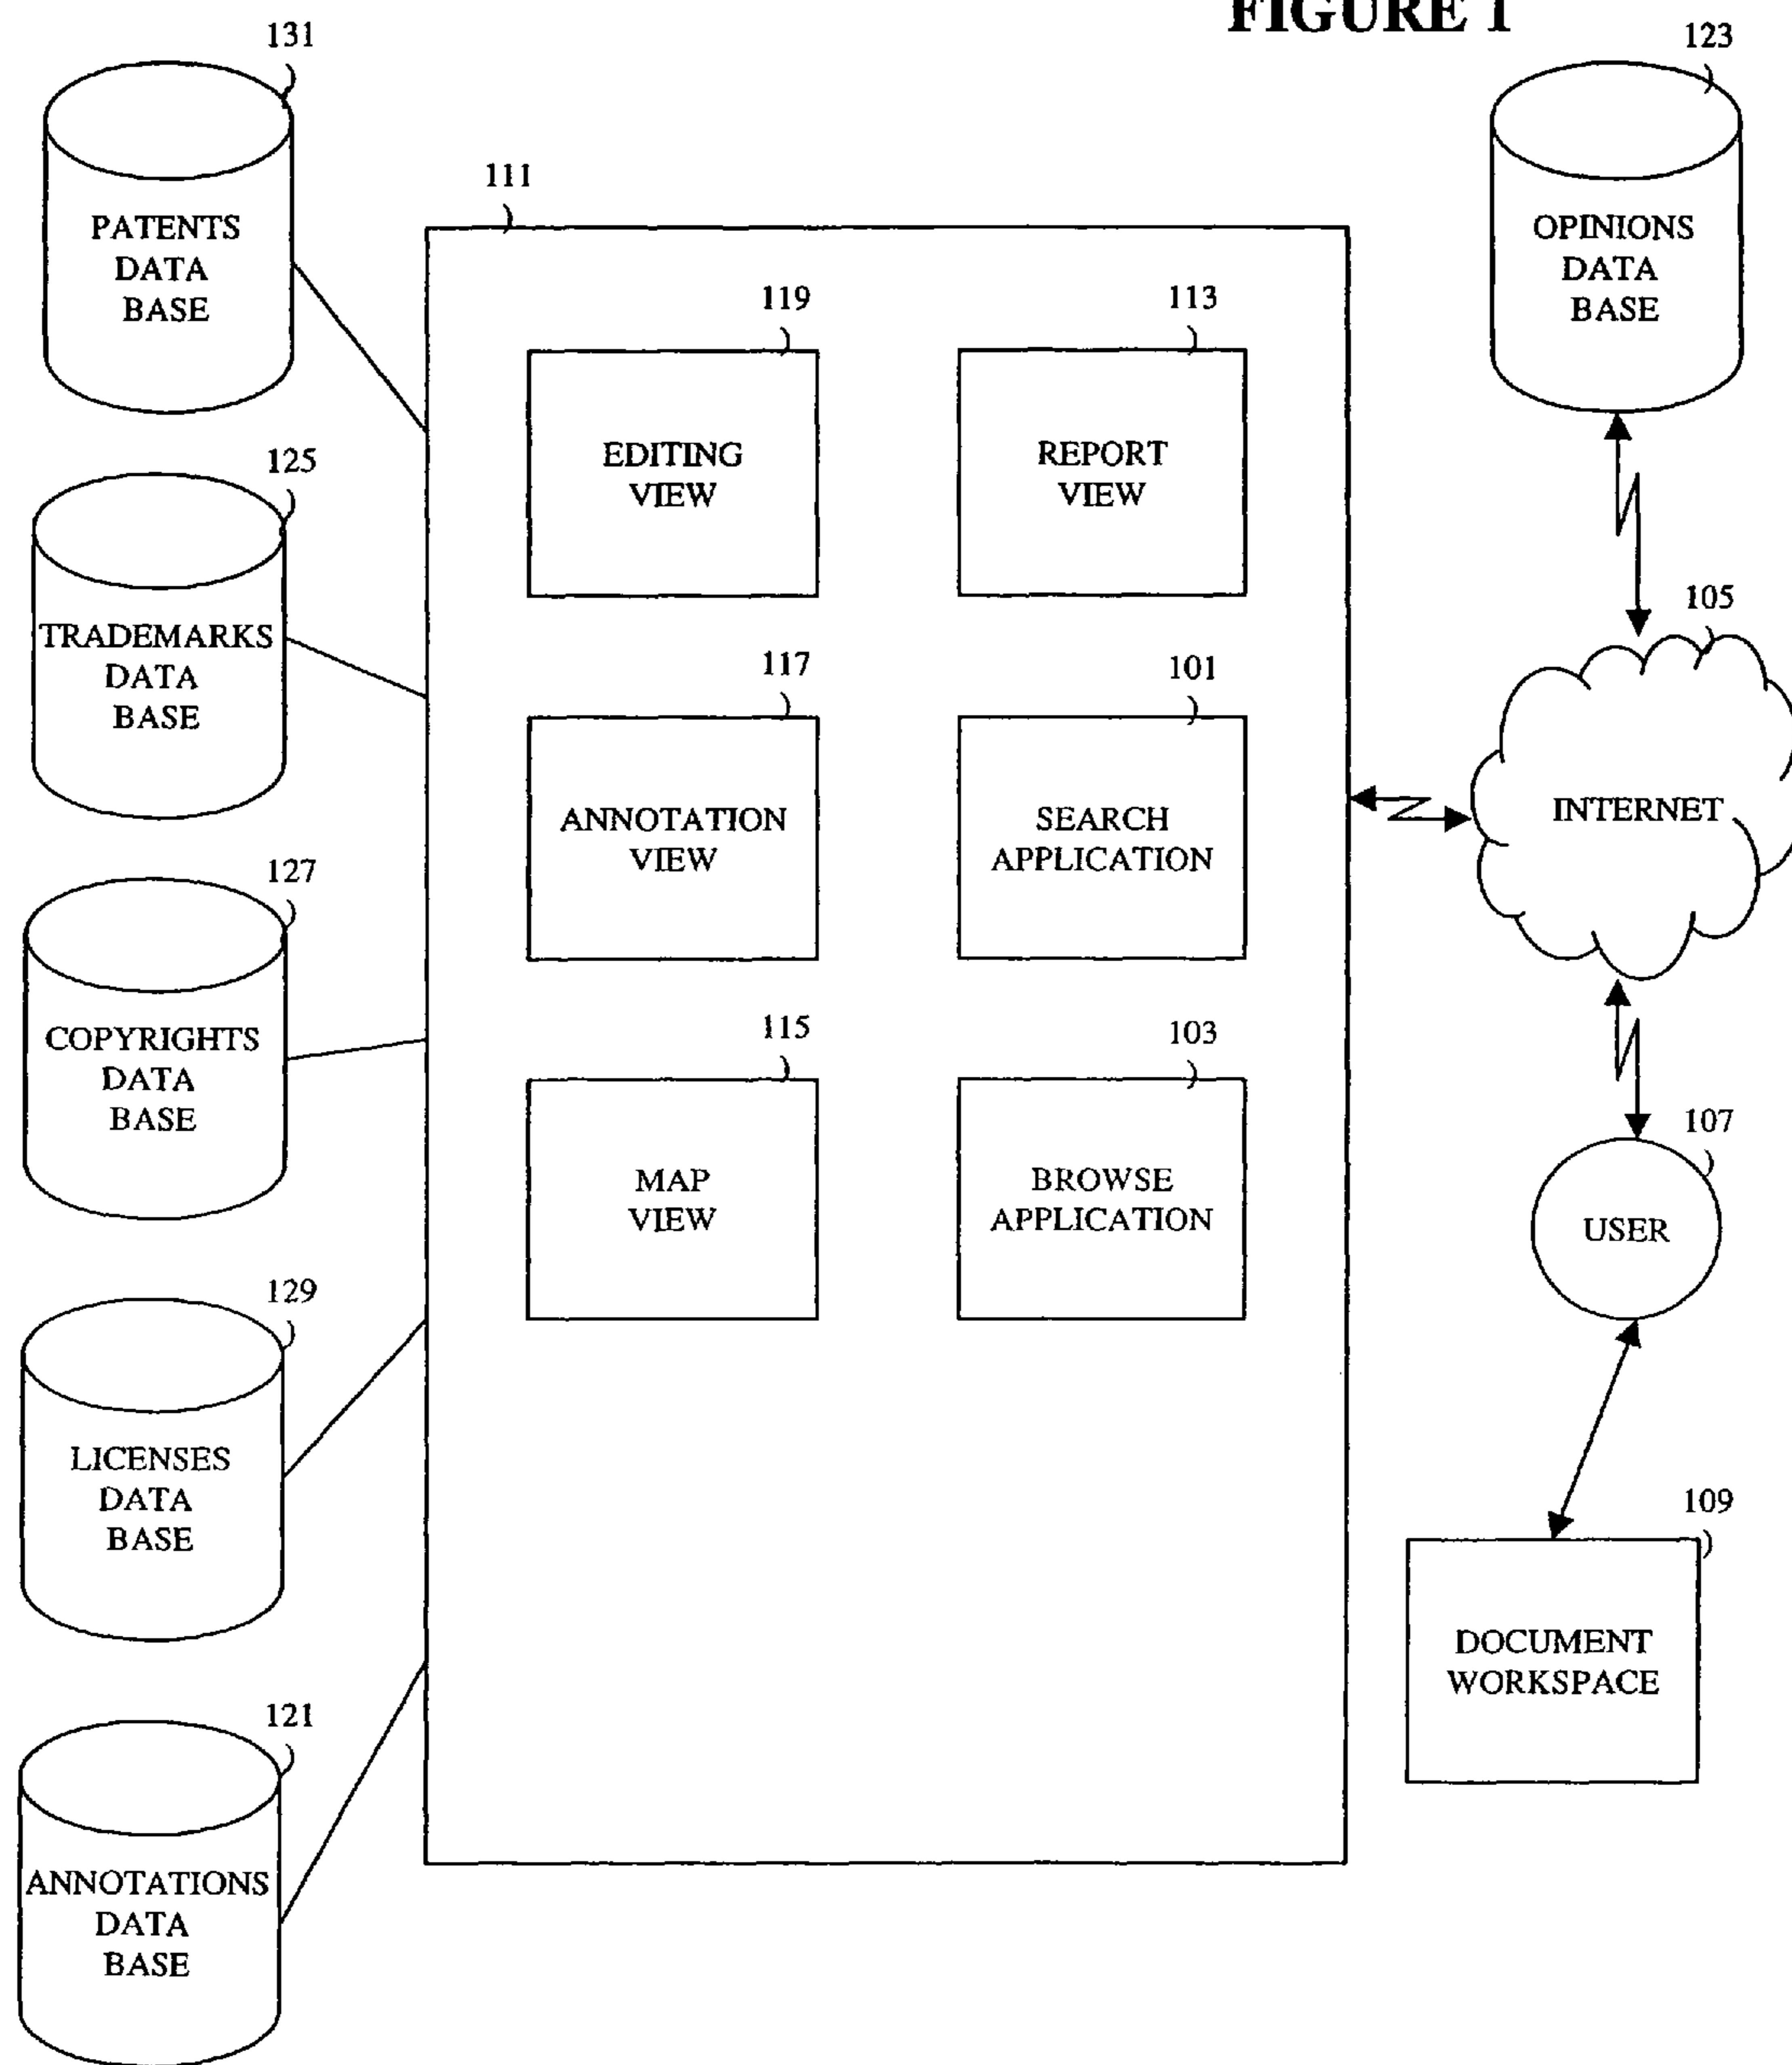 FIGURE 1
131
123
PATENTS
DATA
BASE
111
OPINIONS
DATA
BASE
119
113
EDITING
VIEW
REPORT
VIEW
125
TRADEMARKS
DATA
BASE
105
INTERNET
117
101
ANNOTATION
VIEW
SEARCH
APPLICATION
127
COPYRIGHTS
DATA
BASE
115
103
MAP
VIEW
BROWSE
APPLICATION
107
USER
129
LICENSES
DATA
BASE
109
DOCUMENT
WORKSPACE
121
ANNOTATIONS
DATA
BASE